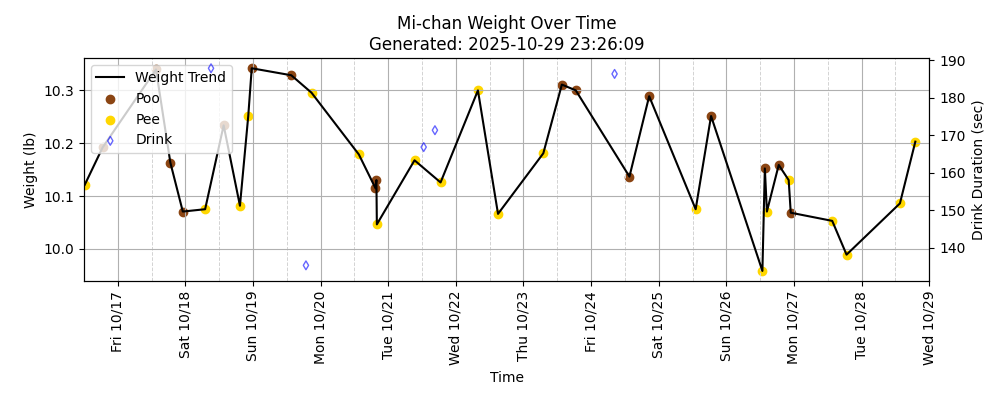 Mi-chan Weight Over Time
Generated: 2025-10-29 23:26:09
Weight Trend
Poo
Pee
Drink
Weight (lb)
10.3
10.2
10.1
10.0
190
180
170
160
150
140
Drink Duration (sec)
Fri 10/17
Sat 10/18
Sun 10/19
Mon 10/20
Tue 10/21
Wed 10/22
Thu 10/23
Fri 10/24
Sat 10/25
Sun 10/26
Mon 10/27
Tue 10/28
Wed 10/29
Time